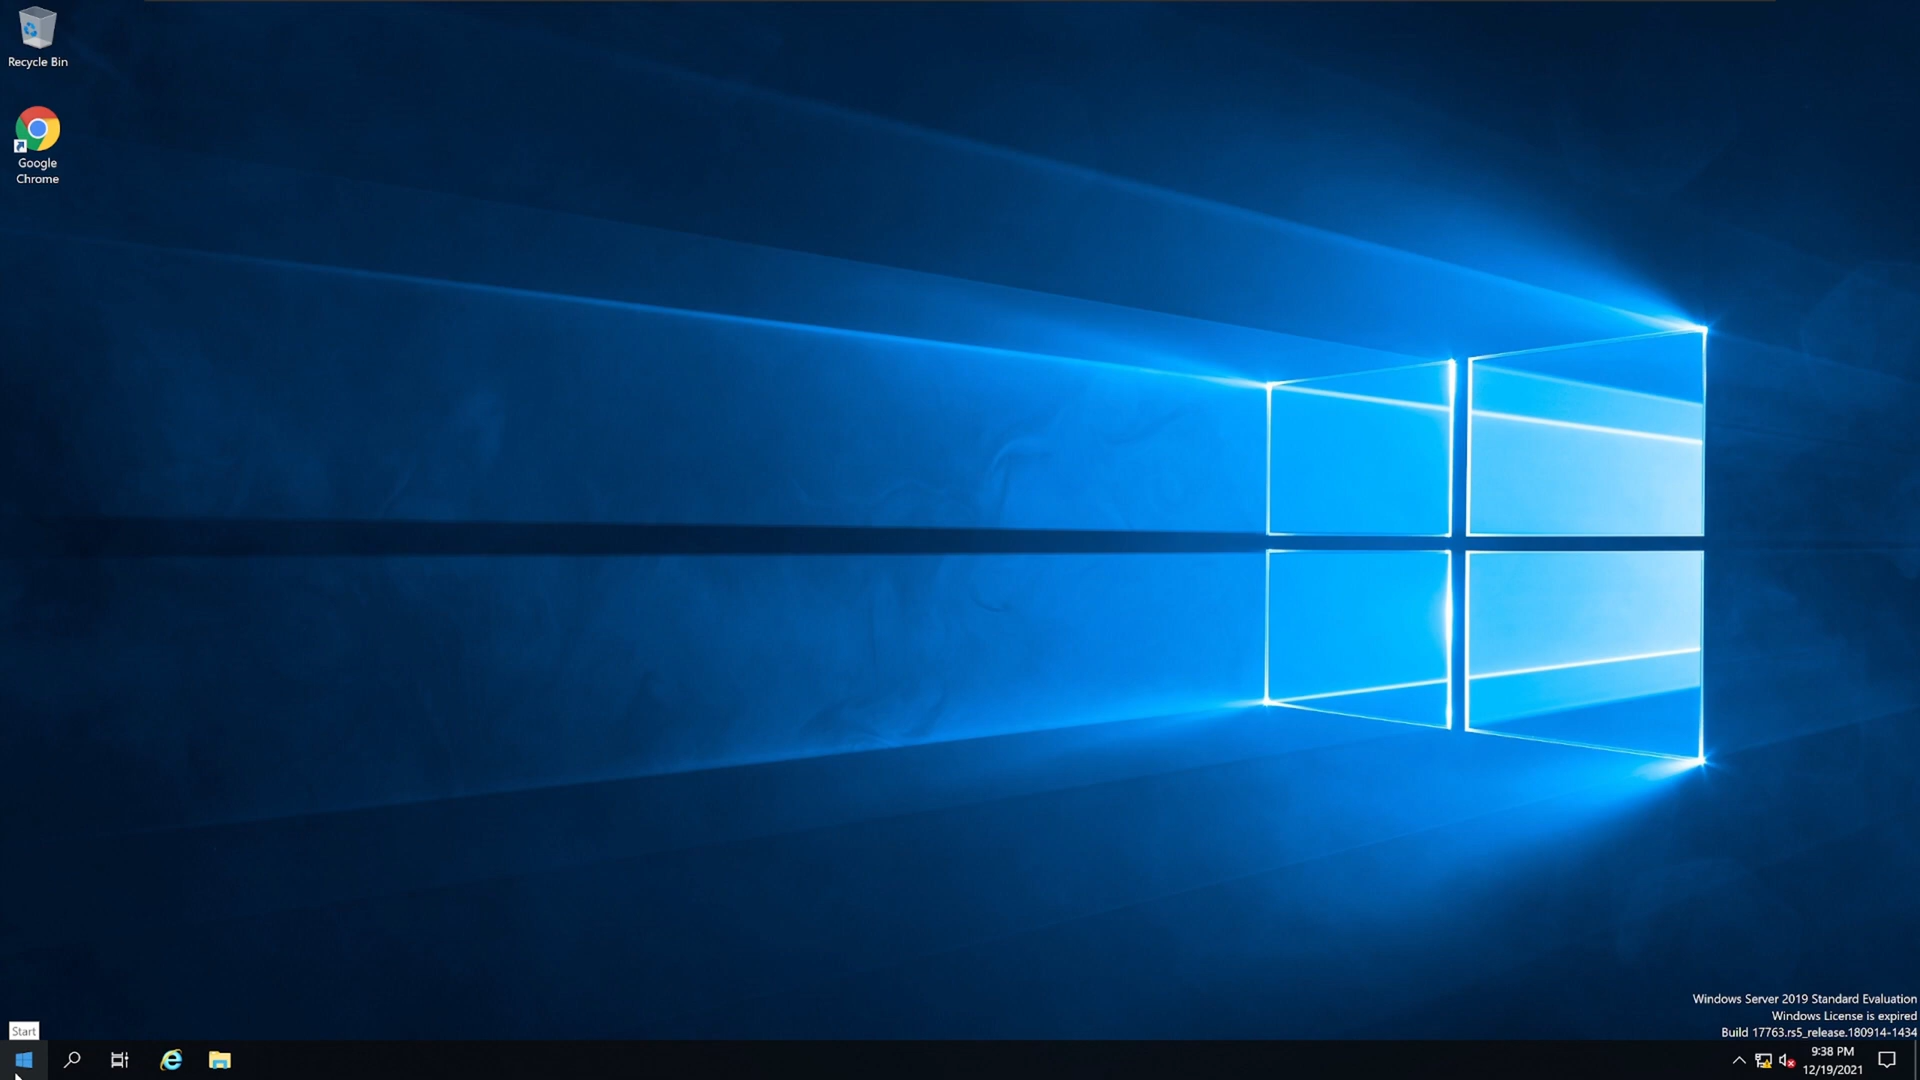 Recycle Bin
Google
Chrome
Windows Server 2019 Standard Evaluation
Windows License is expired
Build 17763.rs5_release.180914-1434
Start
9:38 PM
12/19/2021